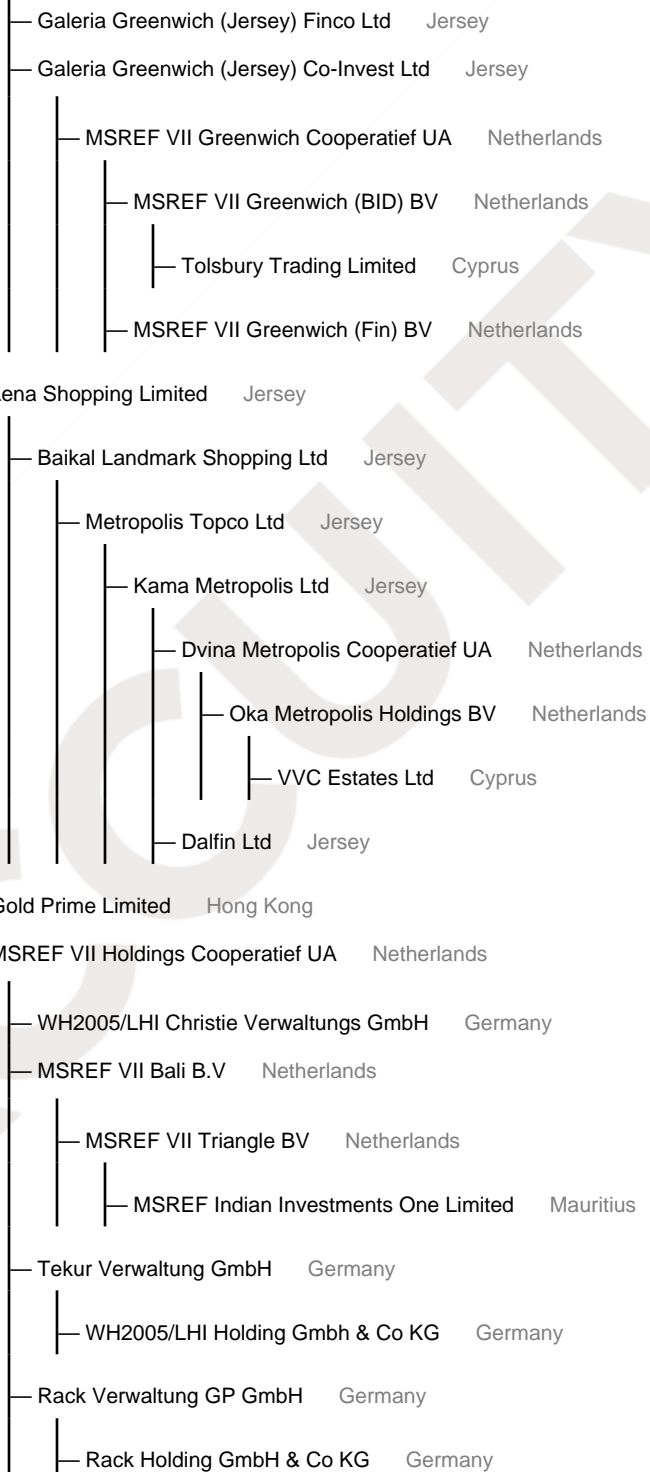 Galeria Greenwich (Jersey) Finco Ltd Jersey
Galeria Greenwich (Jersey) Co-Invest Ltd Jersey
MSREF VII Greenwich Cooperatief UA Netherlands
MSREF VII Greenwich (BID) BV Netherlands
Tolsbury Trading Limited Cyprus
MSREF VII Greenwich (Fin) BV Netherlands
ena Shopping Limited Jersey
Baikal Landmark Shopping Ltd Jersey
Metropolis Topco Ltd Jersey
Kama Metropolis Ltd Jersey
Dvina Metropolis Cooperatief UA Netherlands
Oka Metropolis Holdings BV Netherlands
VVC Estates Ltd Cyprus
Dalfin Ltd Jersey
Gold Prime Limited Hong Kong
MSREF VII Holdings Cooperatief UA Netherlands
WH2005/LHI Christie Verwaltungs GmbH Germany
MSREF VII Bali B.V Netherlands
MSREF VII Triangle BV Netherlands
MSREF Indian Investments One Limited Mauritius
Tekur Verwaltung GmbH Germany
WH2005/LHI Holding Gmbh & Co KG Germany
Rack Verwaltung GP GmbH Germany
Rack Holding GmbH & Co KG Germany